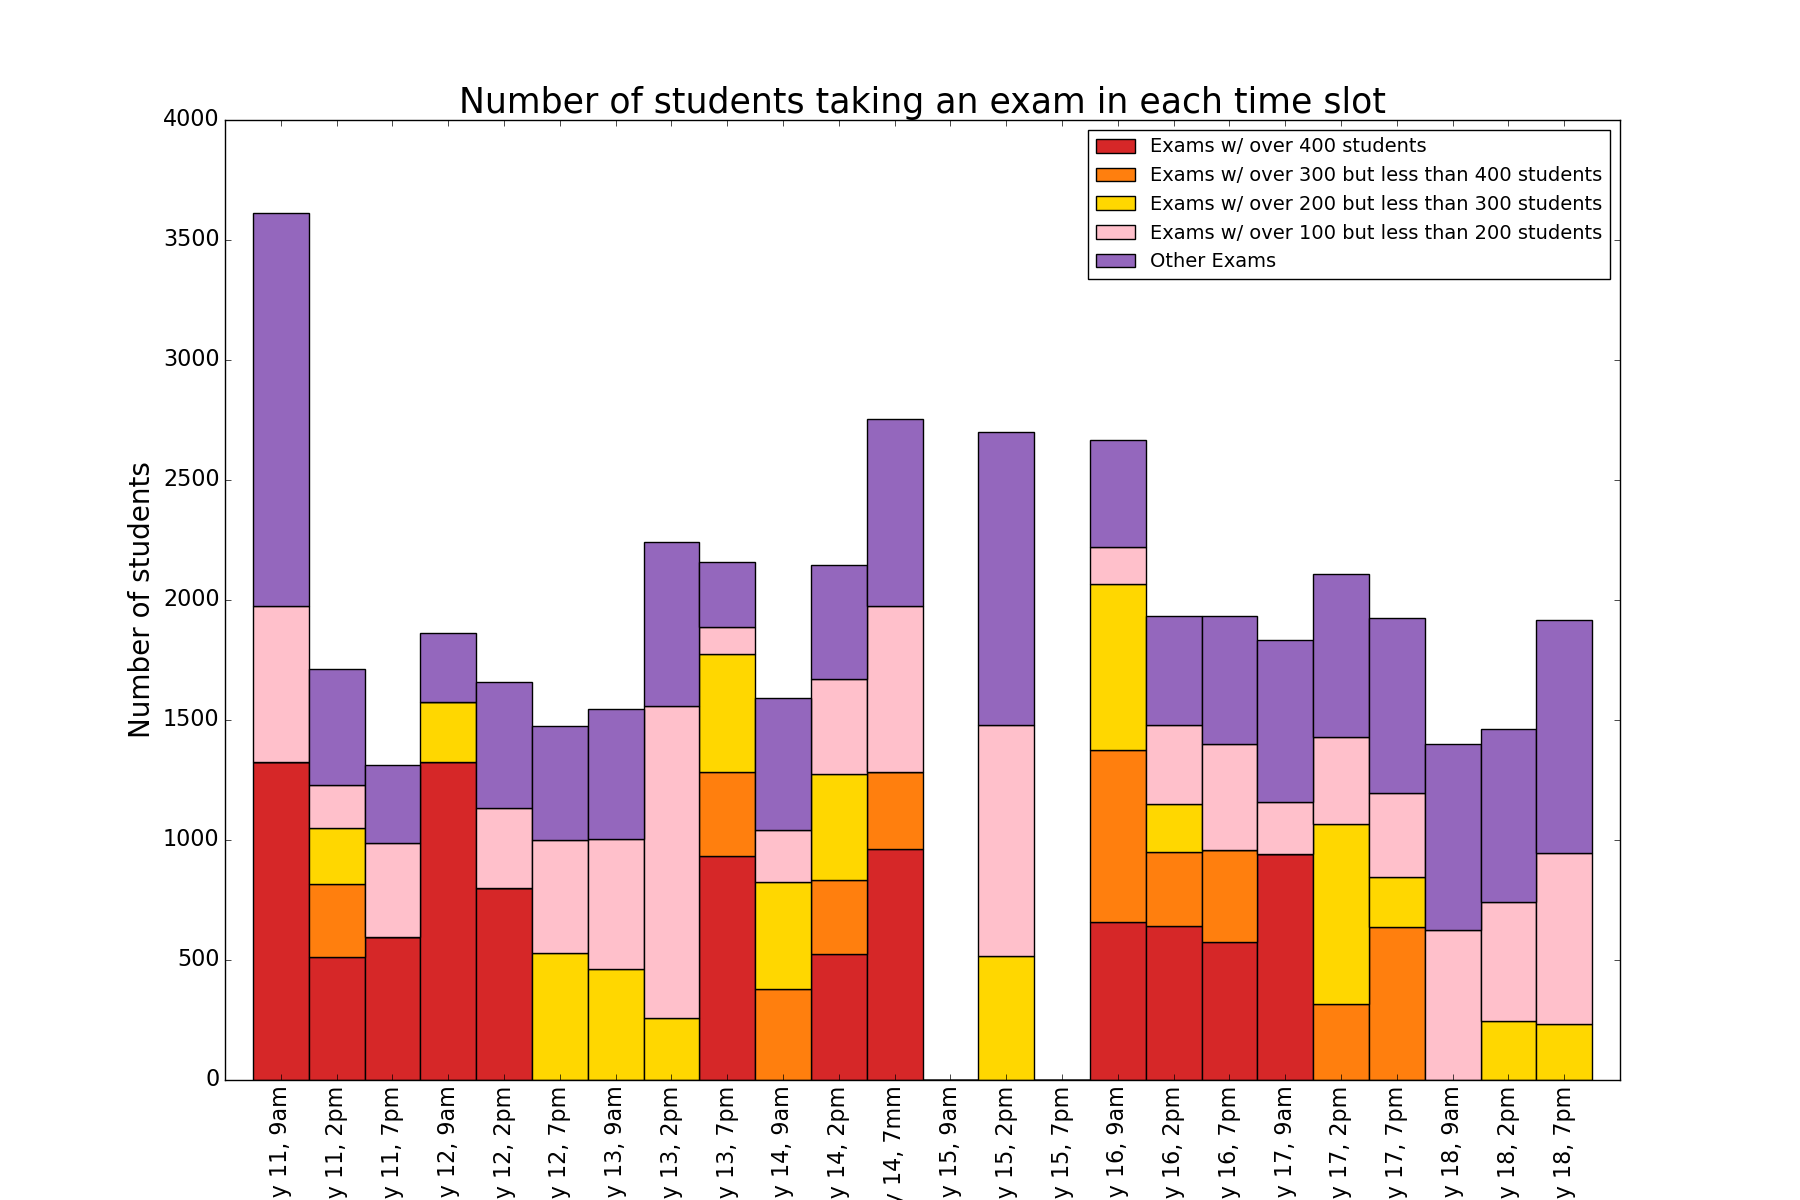 Number of students taking an exam in each time slot
Exams w/ over 400 students
Exams w/ over 300 but less than 400 students
Exams w/ over 200 but less than 300 students
Exams w/ over 100 but less than 200 students
Other Exams
Number of students
4000
3500
3000
2500
2000
1500
1000
500
0
y 11, 9am
y 11, 2pm
y 11, 7pm
y 12, 9am
y 12, 2pm
y 12, 7pm
y 13, 9am
y 13, 2pm
y 13, 7pm
y 14, 9am
y 14, 2pm
y 14, 7mm
y 15, 9am
y 15, 2pm
y 15, 7pm
y 16, 9am
y 16, 2pm
y 16, 7pm
y 17, 9am
y 17, 2pm
y 17, 7pm
y 18, 9am
y 18, 2pm
y 18, 7pm